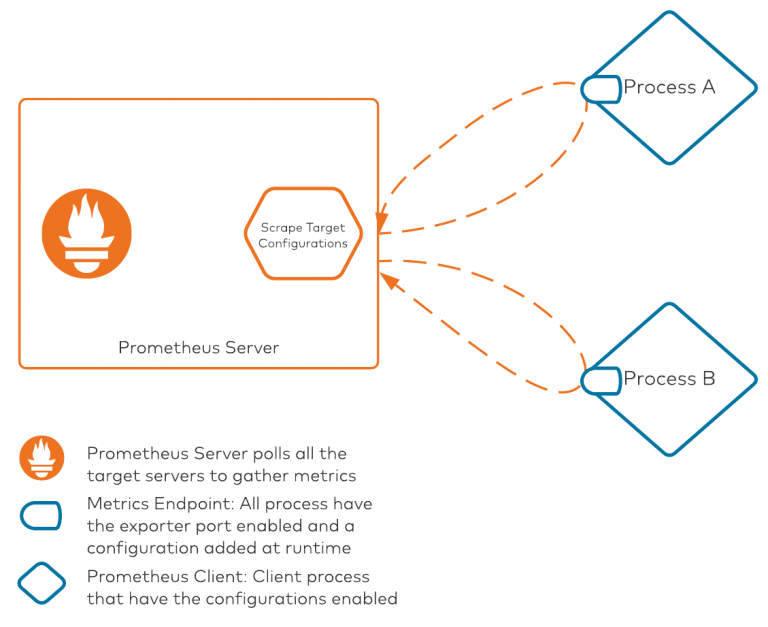 Process A
Scrape Target
Configurations
Prometheus Server
Process B
Prometheus Server polls all the
target servers to gather metrics
Metrics Endpoint: All process have
the exporter port enabled and a
configuration added at runtime
Prometheus Client: Client process
that have the configurations enabled